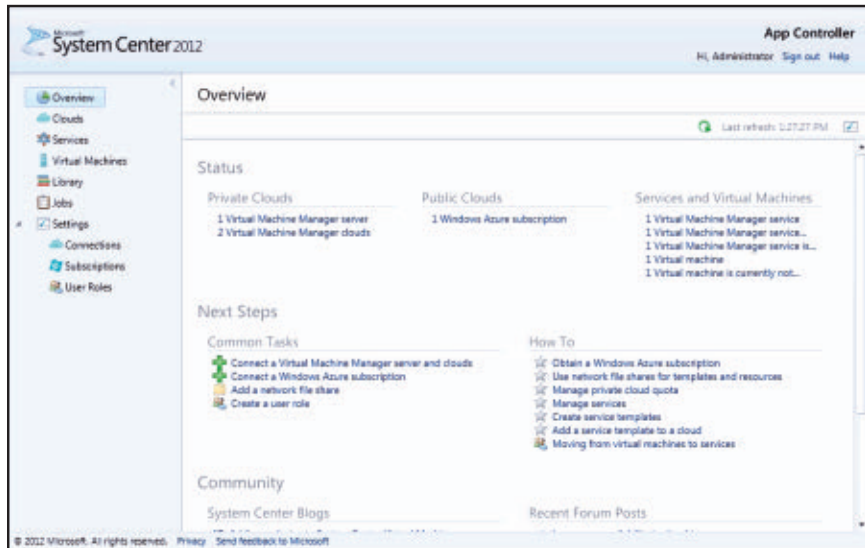 Microsoft
System Center 2012
App Controller
Hi, Administrator Sign out Help
Overview
Clouds
Services
Virtual Machines
Library
Jobs
Settings
Connections
Subscriptions
User Roles
Overview
Last refresh: 1:27:27 PM
Status
Private Clouds
1 Virtual Machine Manager server
2 Virtual Machine Manager clouds
Public Clouds
1 Windows Azure subscription
Services and Virtual Machines
1 Virtual Machine Manager service
1 Virtual Machine Manager service...
1 Virtual Machine Manager service is...
1 Virtual machine
1 Virtual machine is currently not...
Next Steps
Common Tasks
Connect a Virtual Machine Manager server and clouds
Connect a Windows Azure subscription
Add a network file share
Create a user role
How To
Obtain a Windows Azure subscription
Use network file shares for templates and resources
Manage private cloud quota
Manage services
Create service templates
Add a service template to a cloud
Moving from virtual machines to services
Community
System Center Blogs
Recent Forum Posts
© 2012 Microsoft. All rights reserved. Privacy Send feedback to Microsoft